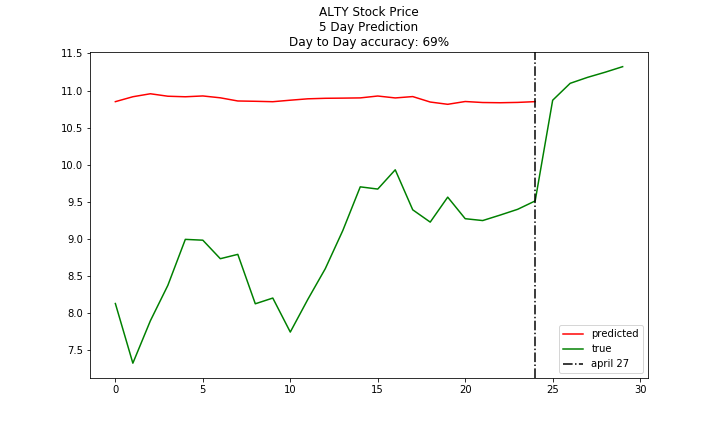 ALTY Stock Price
5 Day Prediction
Day to Day accuracy: 69%
11.5
11.0
10.5
10.0
9.5
9.0
8.5
8.0
7.5
predicted
true
april 27
0 5 10 15 20 25 30